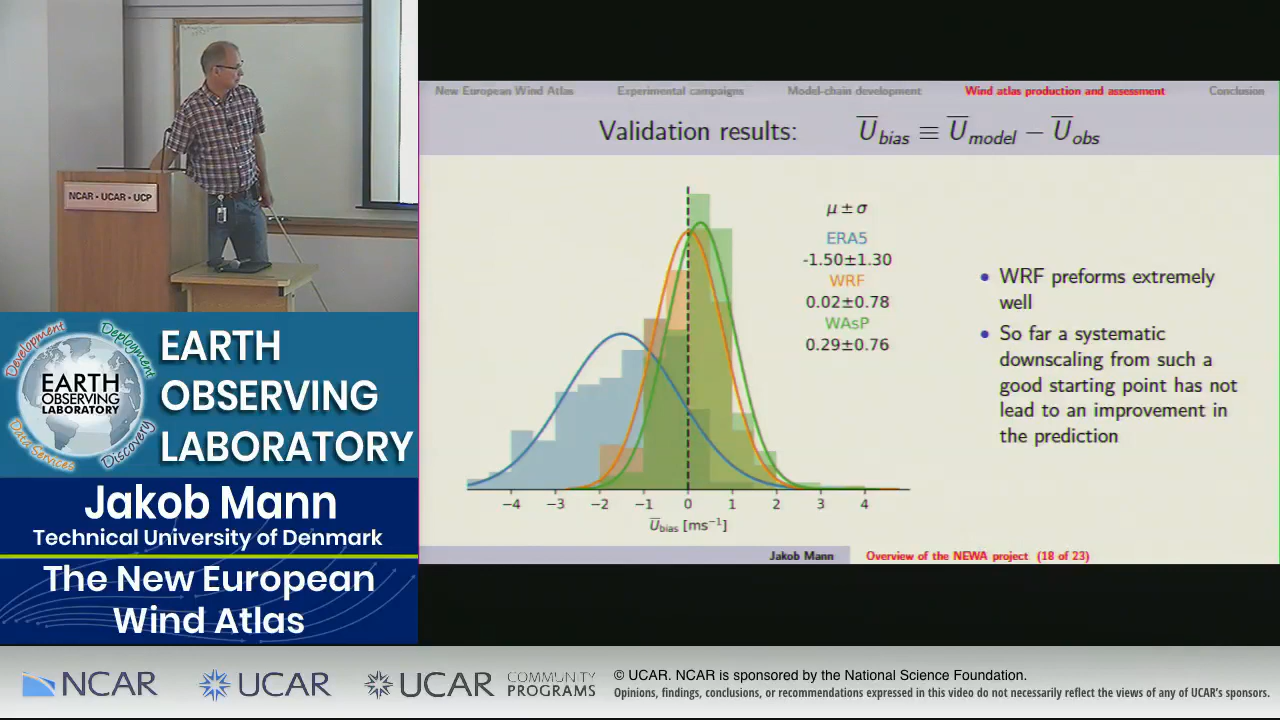 NCAR • UCAR • UCP
Development
Deployment
EARTH
OBSERVING
LABORATORY
Data Services
Discovery
EARTH
OBSERVING
LABORATORY
Jakob Mann
Technical University of Denmark
The New European
Wind Atlas
New European Wind Atlas Experimental campaigns Model-chain development Wind atlas production and assessment Conclusion
Validation results: U̅bias ≡ U̅model − U̅obs
μ ± σ
ERA5
-1.50±1.30
WRF
0.02±0.78
WAsP
0.29±0.76
−4 −3 −2 −1 0 1 2 3 4
U̅bias [ms⁻¹]
• WRF preforms extremely
well
• So far a systematic
downscaling from such a
good starting point has not
lead to an improvement in
the prediction
Jakob Mann Overview of the NEWA project (18 of 23)
NCAR UCAR UCAR COMMUNITY
PROGRAMS
© UCAR. NCAR is sponsored by the National Science Foundation.
Opinions, findings, conclusions, or recommendations expressed in this video do not necessarily reflect the views of any of UCAR's sponsors.